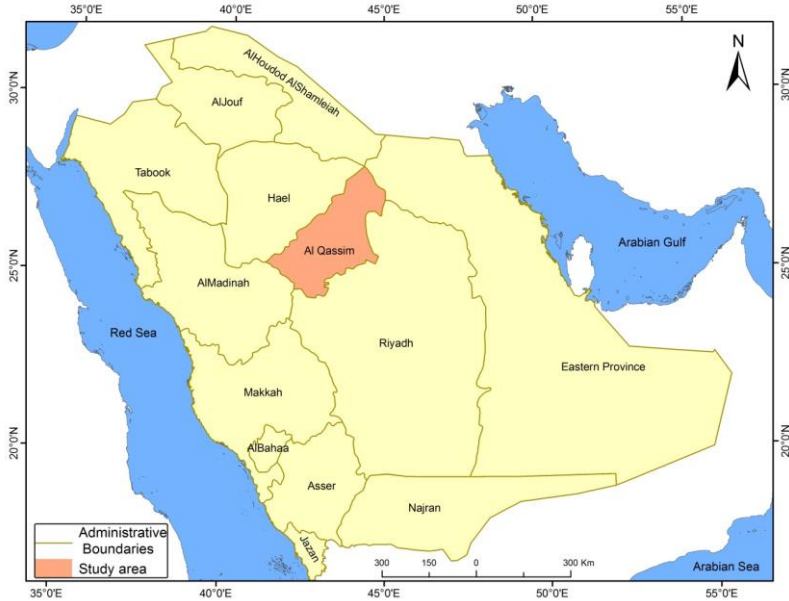 35°0'E 40°0'E 45°0'E 50°0'E 55°0'E
N
30°0'N
30°0'N
AlHoudod AlShamleiah
AlJouf
Tabook
Hael
Al Qassim
Arabian Gulf
25°0'N
25°0'N
AlMadinah
Red Sea
Riyadh
Eastern Province
Makkah
20°0'N
20°0'N
AlBahaa
Asser
Najran
Jazan
Administrative
Boundaries
Study area
300 150 0 300 Km
Arabian Sea
35°0'E 40°0'E 45°0'E 50°0'E 55°0'E